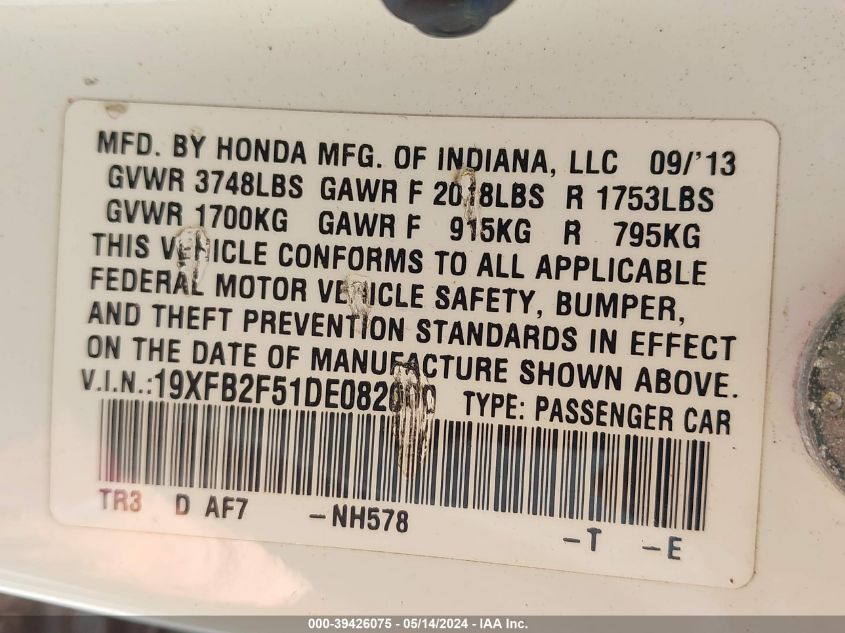 MFD. BY HONDA MFG. OF INDIANA, LLC 09/'13
GVWR 3748LBS GAWR F 2018LBS R 1753LBS
GVWR 1700KG GAWR F 915KG R 795KG
THIS VEHICLE CONFORMS TO ALL APPLICABLE
FEDERAL MOTOR VEHICLE SAFETY, BUMPER,
AND THEFT PREVENTION STANDARDS IN EFFECT
ON THE DATE OF MANUFACTURE SHOWN ABOVE.
V.I.N.:19XFB2F51DE082000 TYPE: PASSENGER CAR
TR3 D AF7 -NH578 -T -E
000-39426075 - 05/14/2024 - IAA Inc.